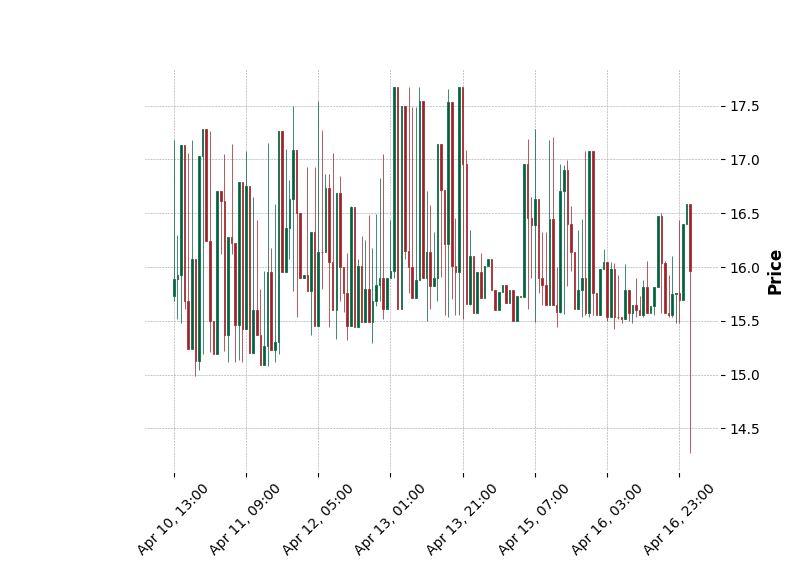 17.5
17.0
16.5
16.0
15.5
15.0
14.5
Price
Apr 10, 13:00
Apr 11, 09:00
Apr 12, 05:00
Apr 13, 01:00
Apr 13, 21:00
Apr 15, 07:00
Apr 16, 03:00
Apr 16, 23:00